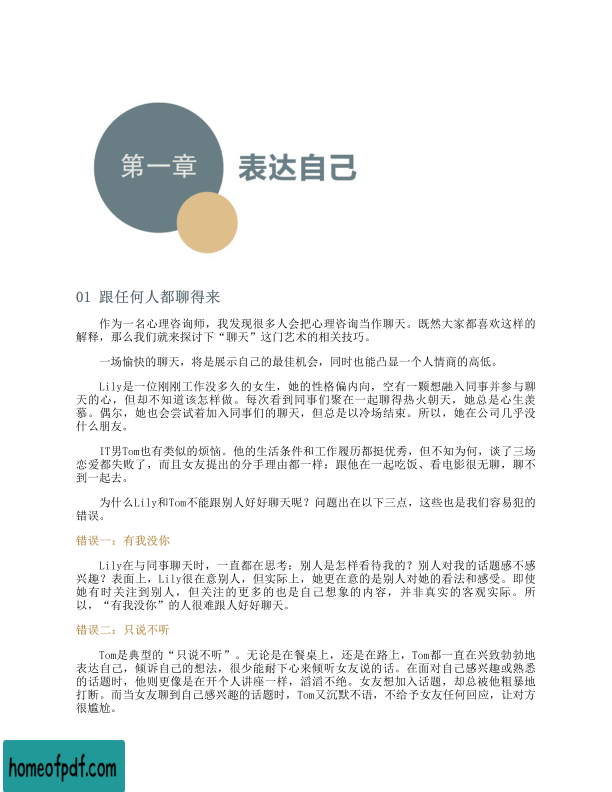 第一章
表达自己
01 跟任何人都聊得来
作为一名心理咨询师，我发现很多人会把心理咨询当作聊天。既然大家都喜欢这样的
解释，那么我们就来探讨下“聊天”这门艺术的相关技巧。
一场愉快的聊天，将是展示自己的最佳机会，同时也能凸显一个人情商的高低。
Lily是一位刚刚工作没多久的女生，她的性格偏内向，空有一颗想融入同事并参与聊
天的心，但却不知道该怎样做。每次看到同事们聚在一起聊得热火朝天，她总是心生羡
慕。偶尔，她也会尝试着加入同事们的聊天，但总是以冷场结束。所以，她在公司几乎没
什么朋友。
IT男Tom也有类似的烦恼。他的生活条件和工作履历都挺优秀，但不知为何，谈了三场
恋爱都失败了，而且女友提出的分手理由都一样：跟他在一起吃饭、看电影很无聊，聊不
到一起去。
为什么Lily和Tom不能跟别人好好聊天呢？问题出在以下三点，这些也是我们容易犯的
错误。
错误一：有我没你
Lily在与同事聊天时，一直都在思考：别人是怎样看待我的？别人对我的话题感不感
兴趣？表面上，Lily很在意别人，但实际上，她更在意的是别人对她的看法和感受。即使
她有时关注到别人，但关注的更多的也是自己想象的内容，并非真实的客观实际。所
以，“有我没你”的人很难跟人好好聊天。
错误二：只说不听
Tom是典型的“只说不听”。无论是在餐桌上，还是在路上，Tom都一直在兴致勃勃地
表达自己，倾诉自己的想法，很少能耐下心来倾听女友说的话。在面对自己感兴趣或熟悉
的话题时，他则更像是在开个人讲座一样，滔滔不绝。女友想加入话题，却总被他粗暴地
打断。而当女友聊到自己感兴趣的话题时，Tom又沉默不语，不给予女友任何回应，让对方
很尴尬。
homeofpdf.com